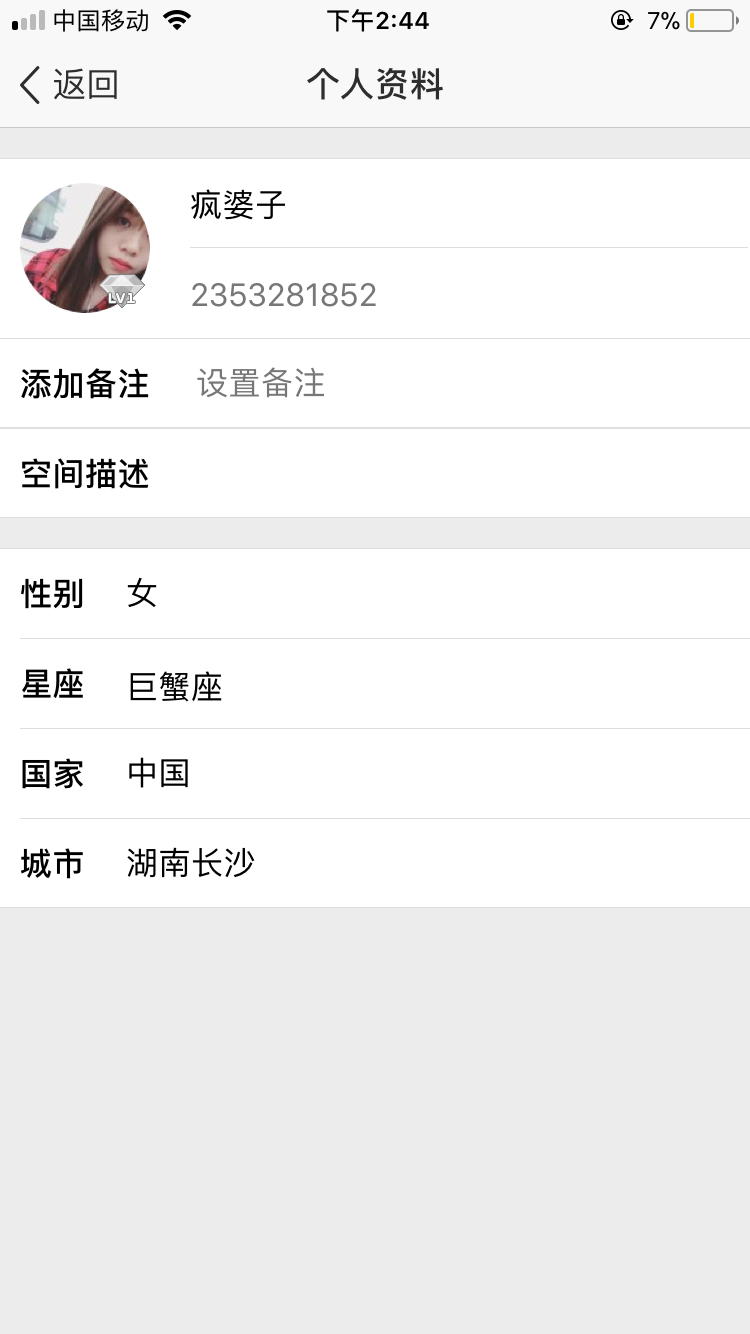 中国移动 下午2:44 7%
返回 个人资料
疯婆子
LV1
2353281852
添加备注 设置备注
空间描述
性别 女
星座 巨蟹座
国家 中国
城市 湖南长沙